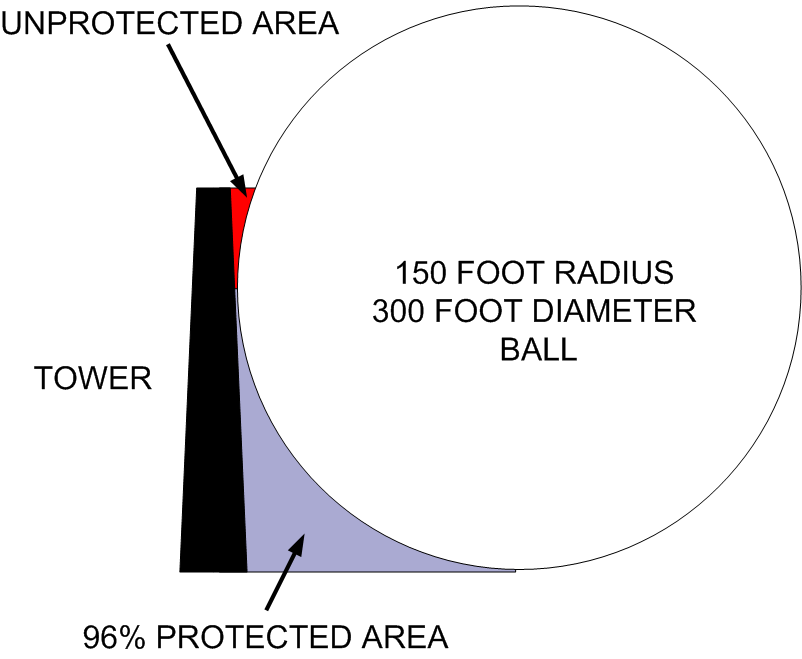 UNPROTECTED AREA
150 FOOT RADIUS
300 FOOT DIAMETER
BALL
TOWER
96% PROTECTED AREA